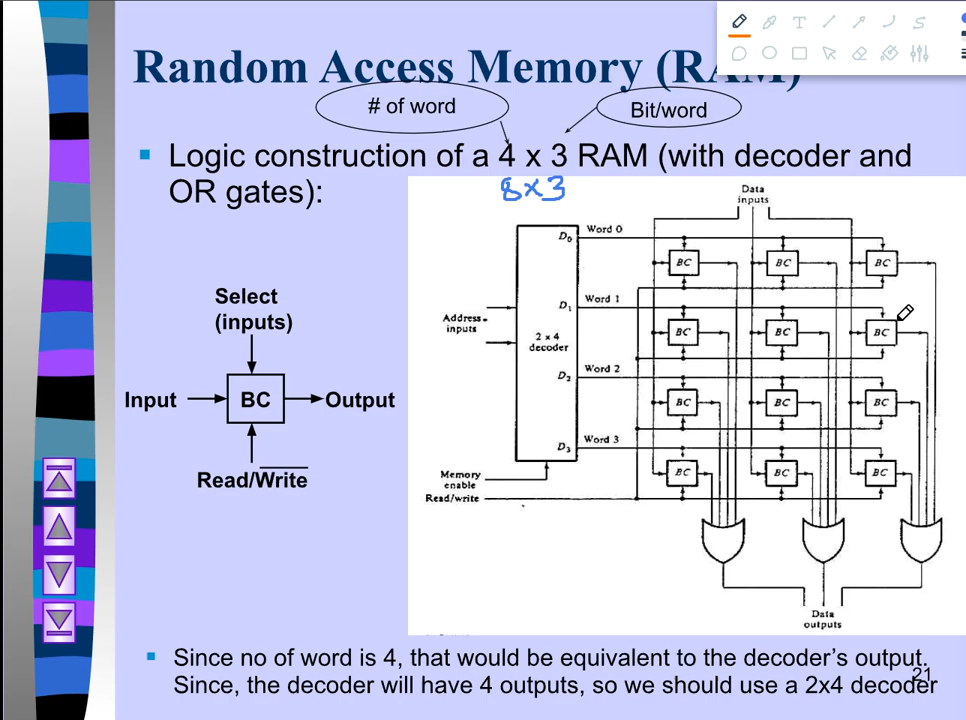 Random Access Memory (RAM)
# of word
Bit/word
Logic construction of a 4 x 3 RAM (with decoder and
OR gates):
8x3
Select
(inputs)
Input
BC
Output
Read/Write
Data
inputs
Word 0
D0
BC BC BC
Word 1
D1
Address
inputs
2 x 4
decoder
BC BC BC
Word 2
D2
BC BC BC
Word 3
D3
BC BC BC
Memory
enable
Read/write
Data
outputs
Since no of word is 4, that would be equivalent to the decoder's output.
Since, the decoder will have 4 outputs, so we should use a 2x4 decoder
21
T